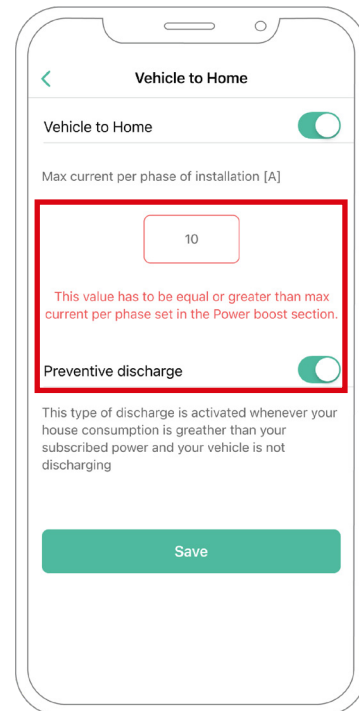 Vehicle to Home
Vehicle to Home
Max current per phase of installation [A]
10
This value has to be equal or greater than max
current per phase set in the Power boost section.
Preventive discharge
This type of discharge is activated whenever your
house consumption is greather than your
subscribed power and your vehicle is not
discharging
Save